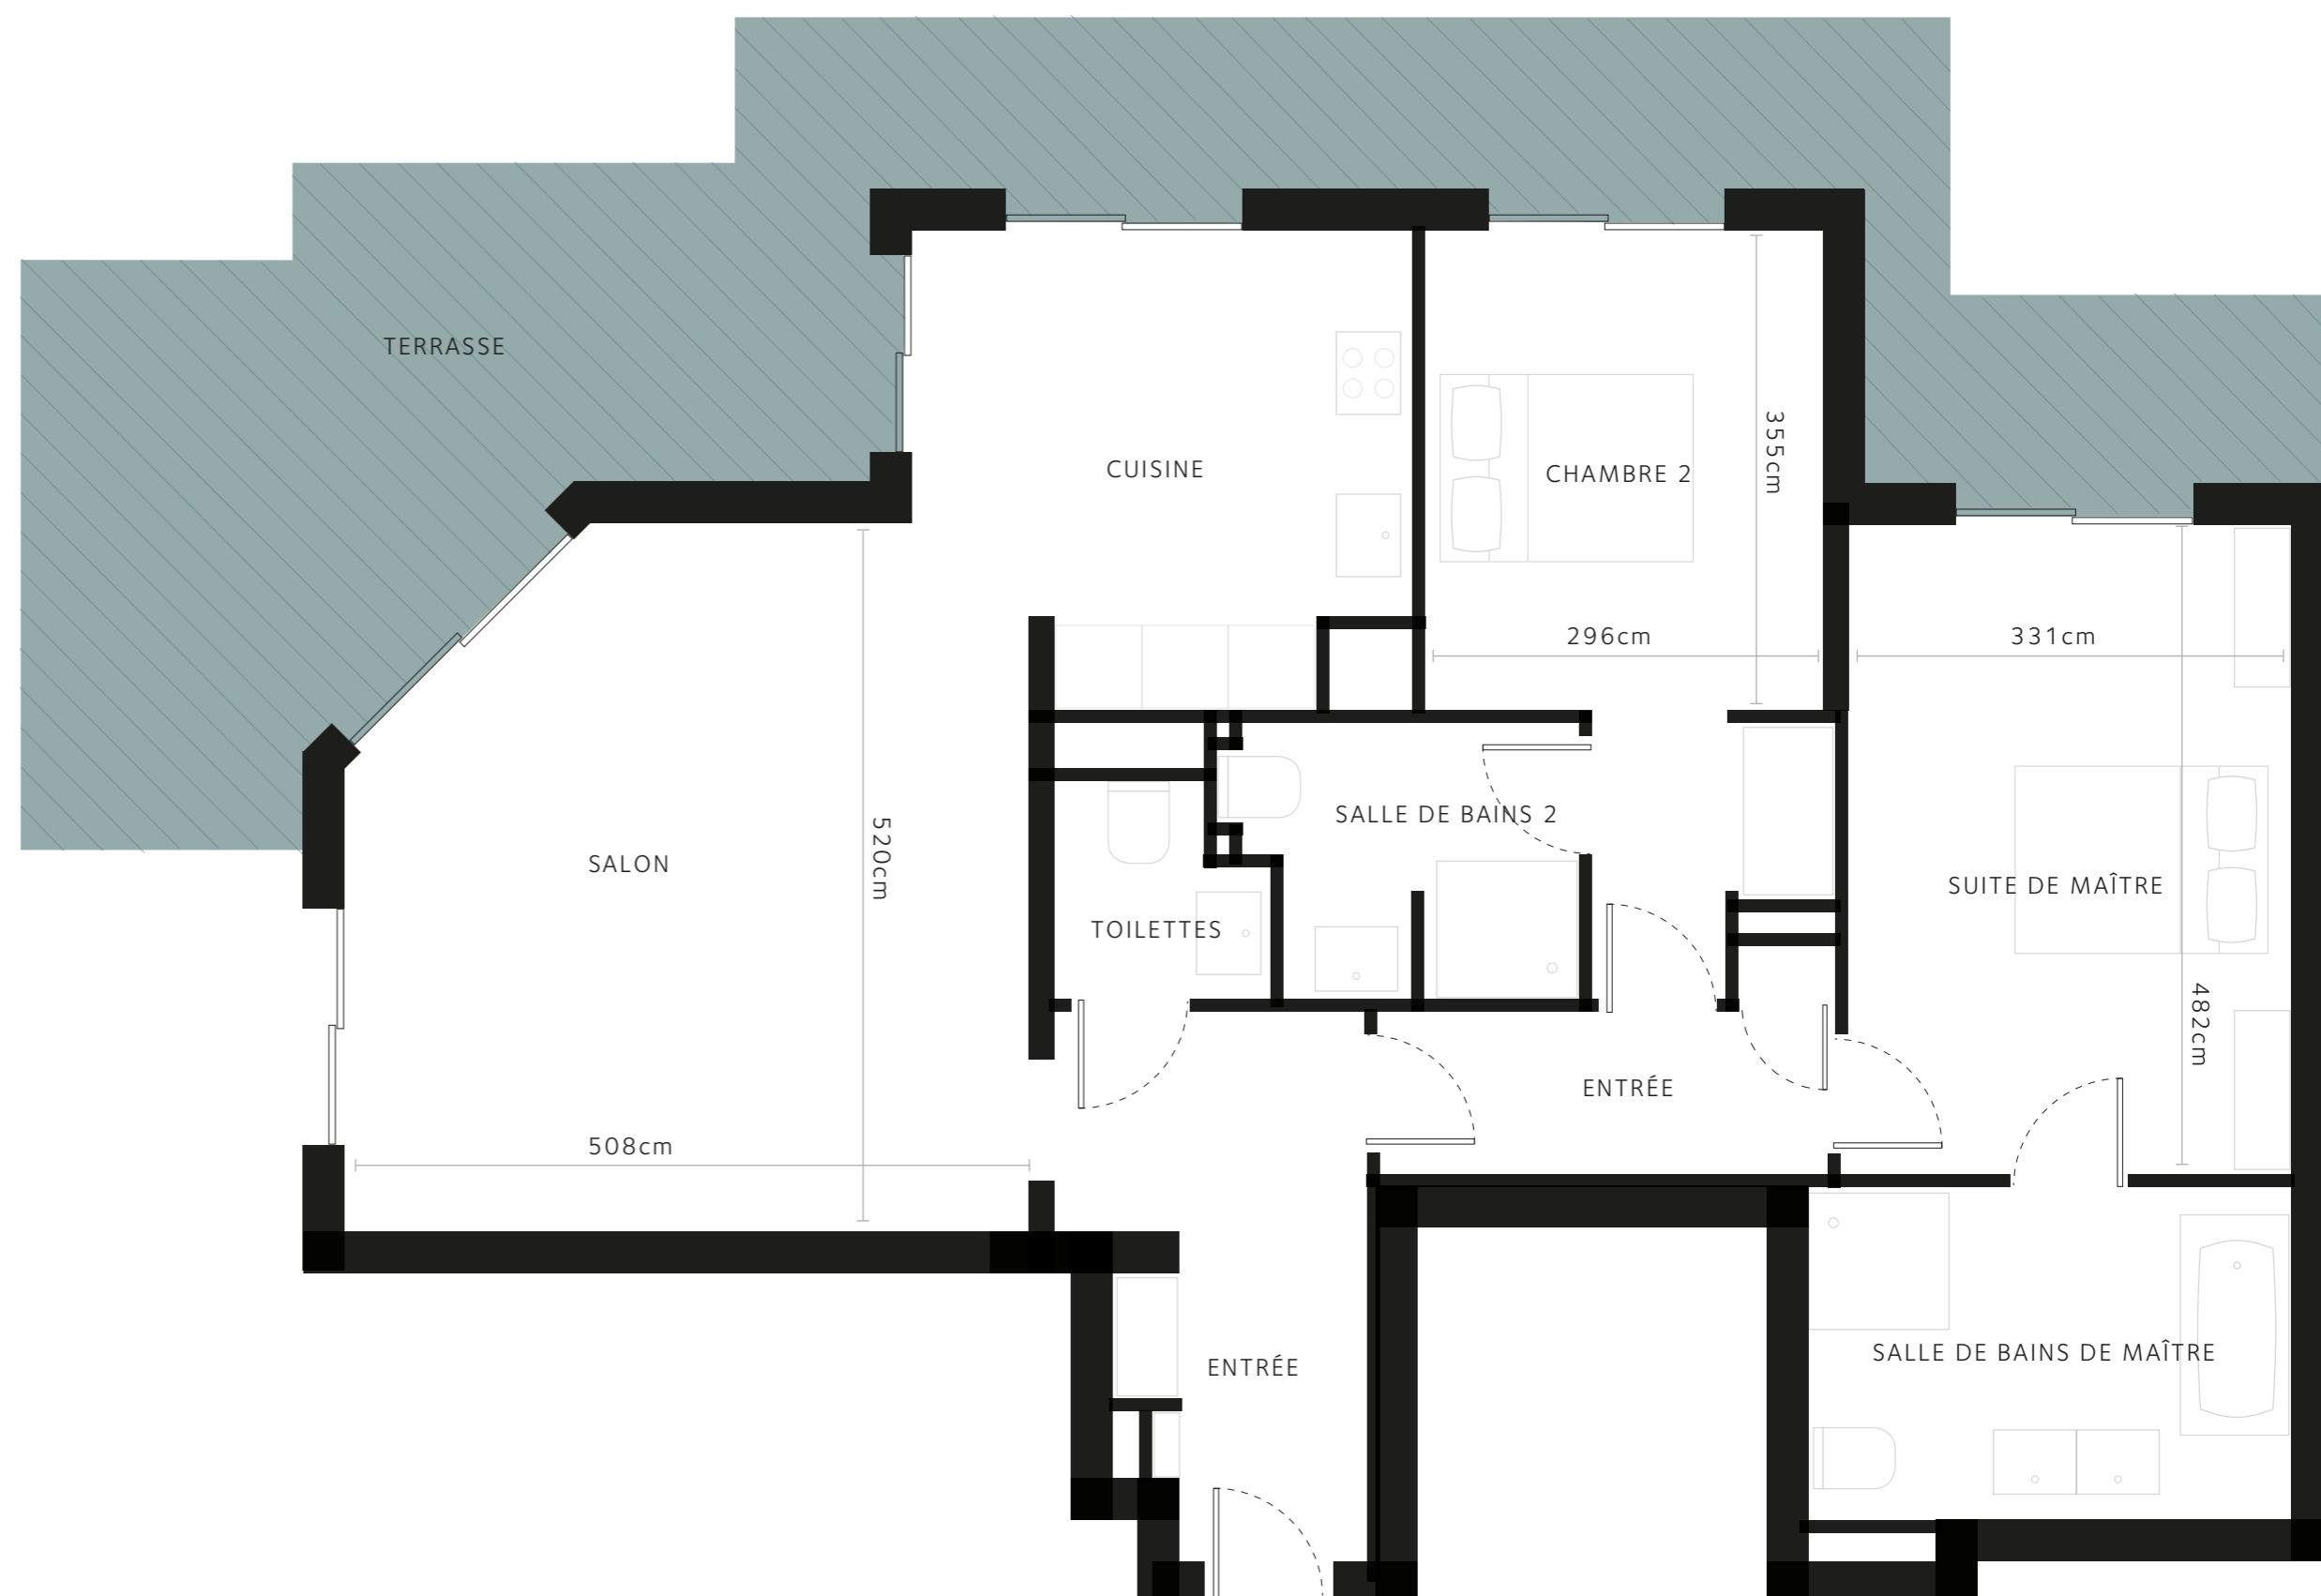 TERRASSE
CUISINE
CHAMBRE 2
355cm
296cm
331cm
SALLE DE BAINS 2
520cm
SALON
SUITE DE MAÎTRE
TOILETTES
482cm
ENTRÉE
508cm
SALLE DE BAINS DE MAÎTRE
ENTRÉE